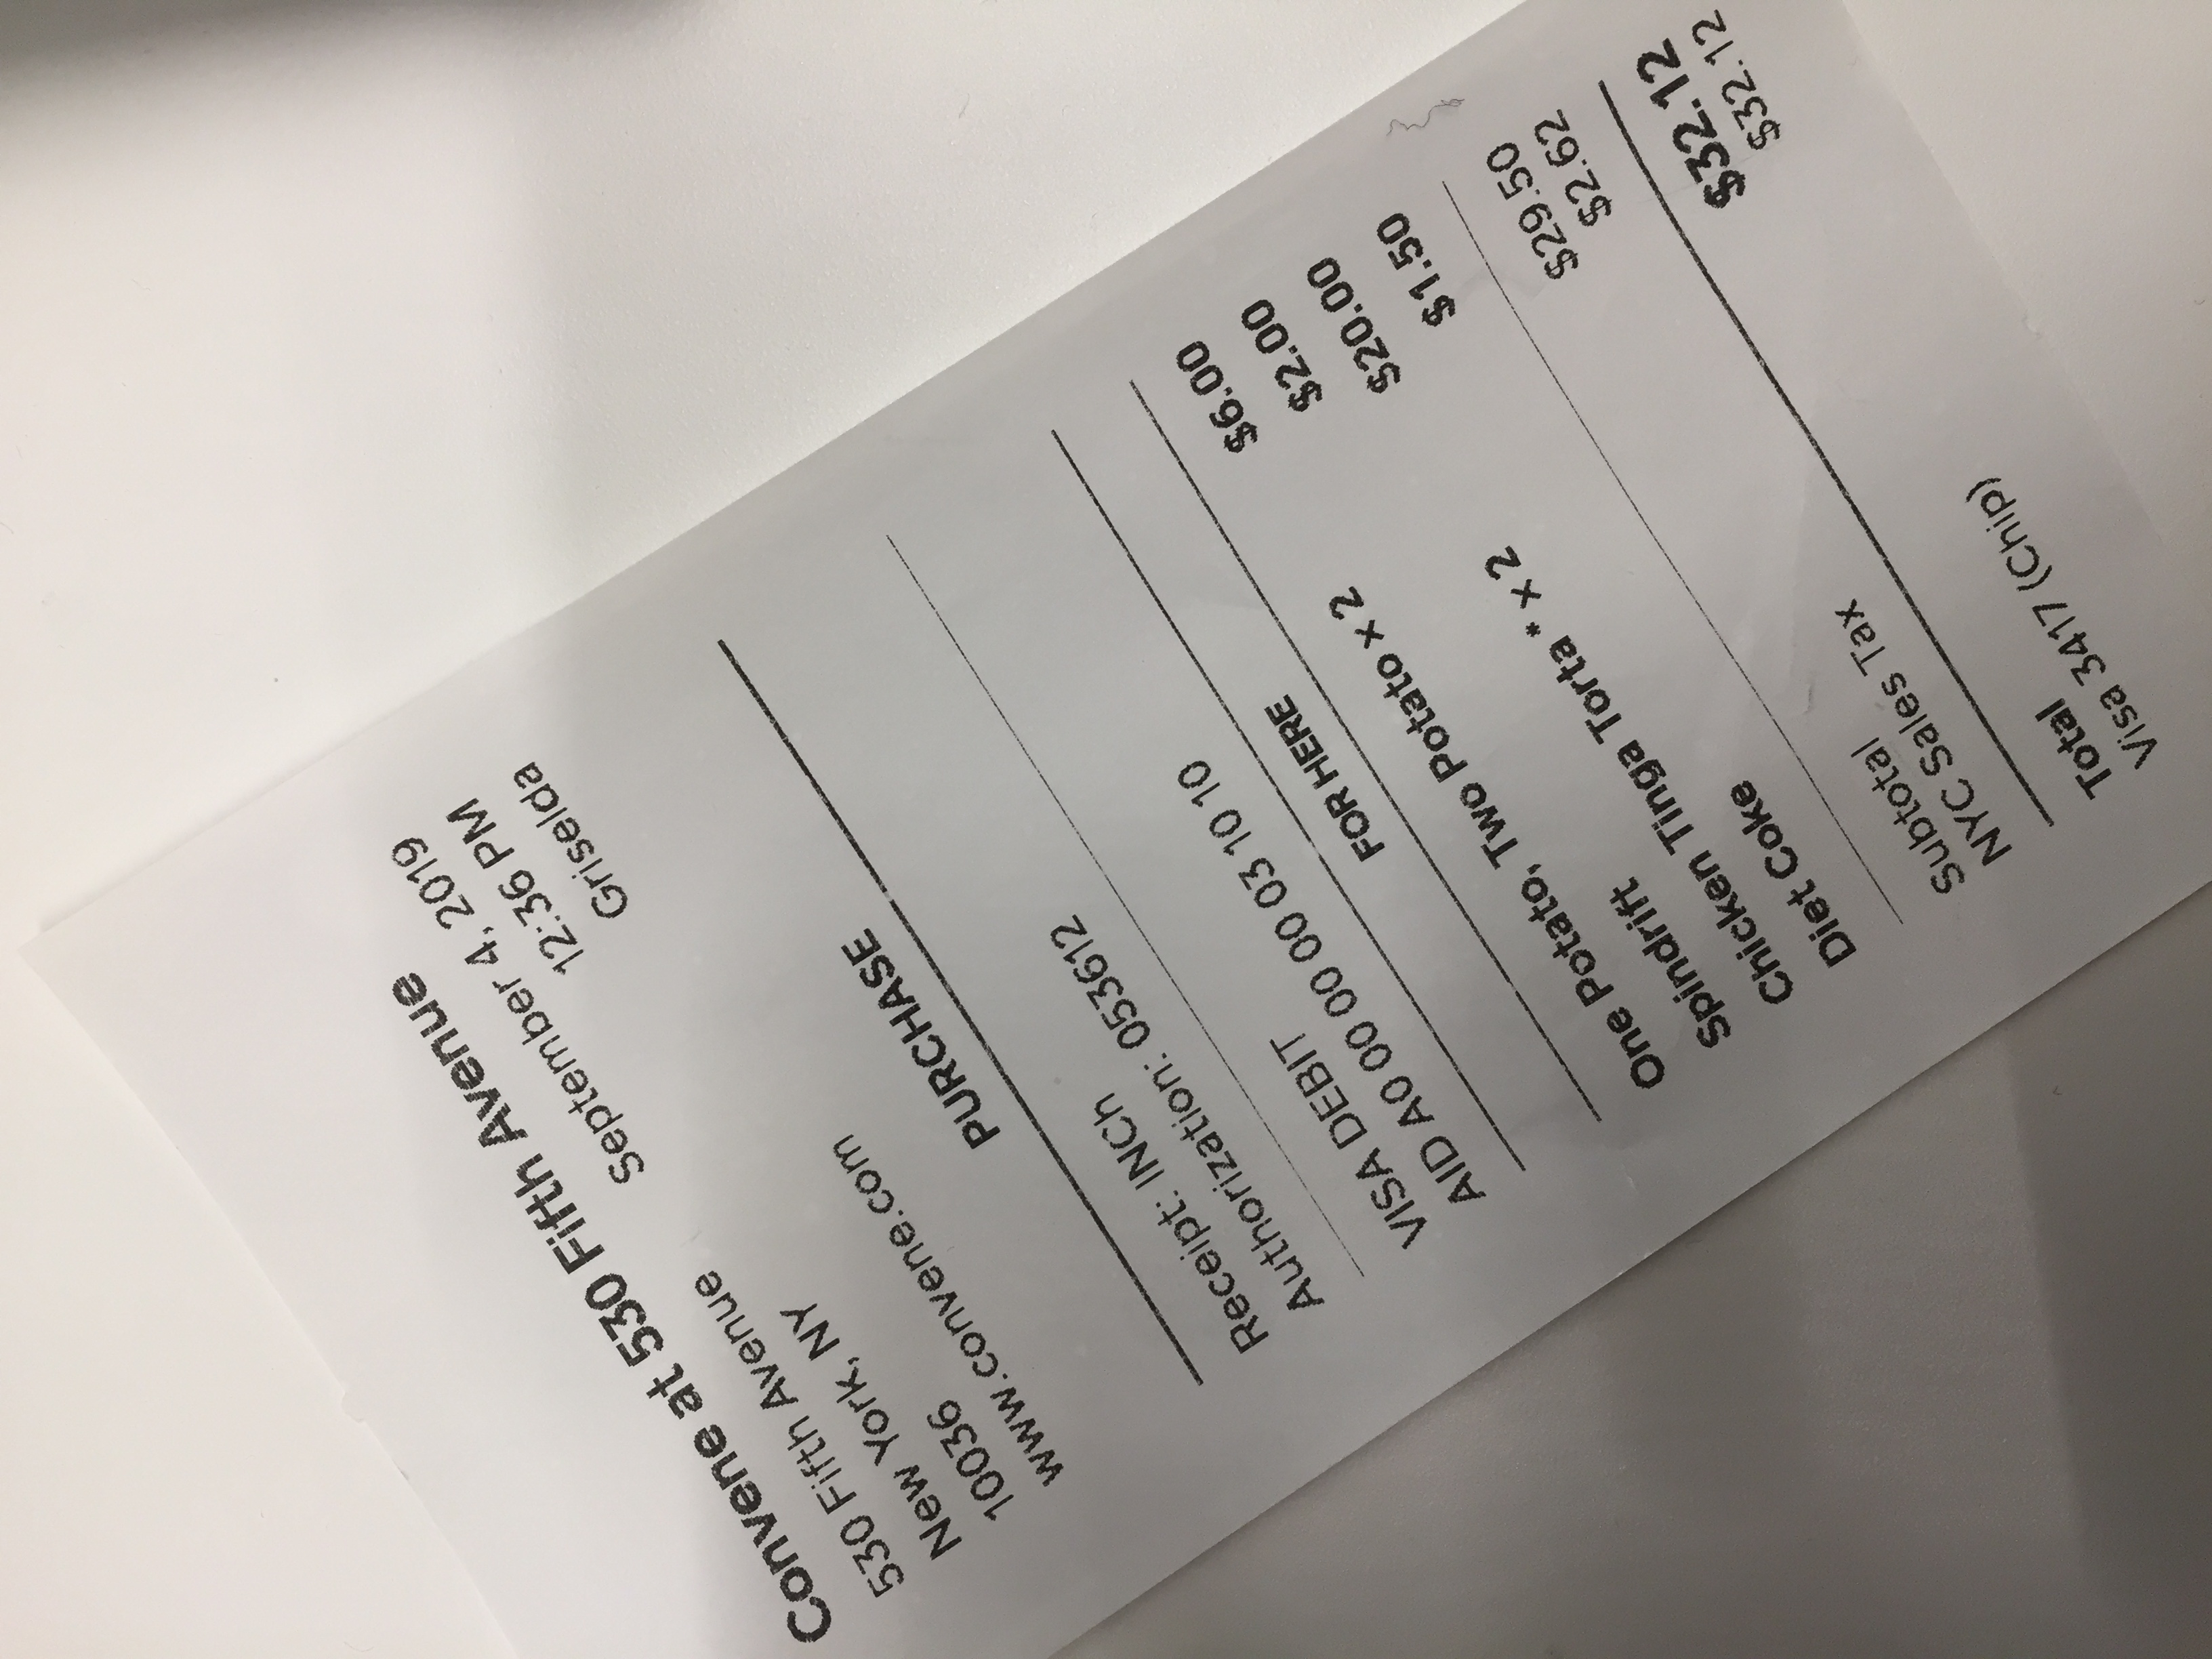 Convene at 530 Fifth Avenue
530 Fifth Avenue September 4, 2019
New York, NY 12:36 PM
10036 Griselda
www.convene.com
PURCHASE
Receipt: INCh
Authorization: 053612
VISA DEBIT
AID A0 00 00 00 03 10 10
FOR HERE
One Potato, Two Potato x 2 $6.00
Spindrift $2.00
Chicken Tinga Torta * x 2 $20.00
Diet Coke $1.50
Subtotal $29.50
NYC Sales Tax $2.62
Total $32.12
Visa 3417 (Chip) $32.12